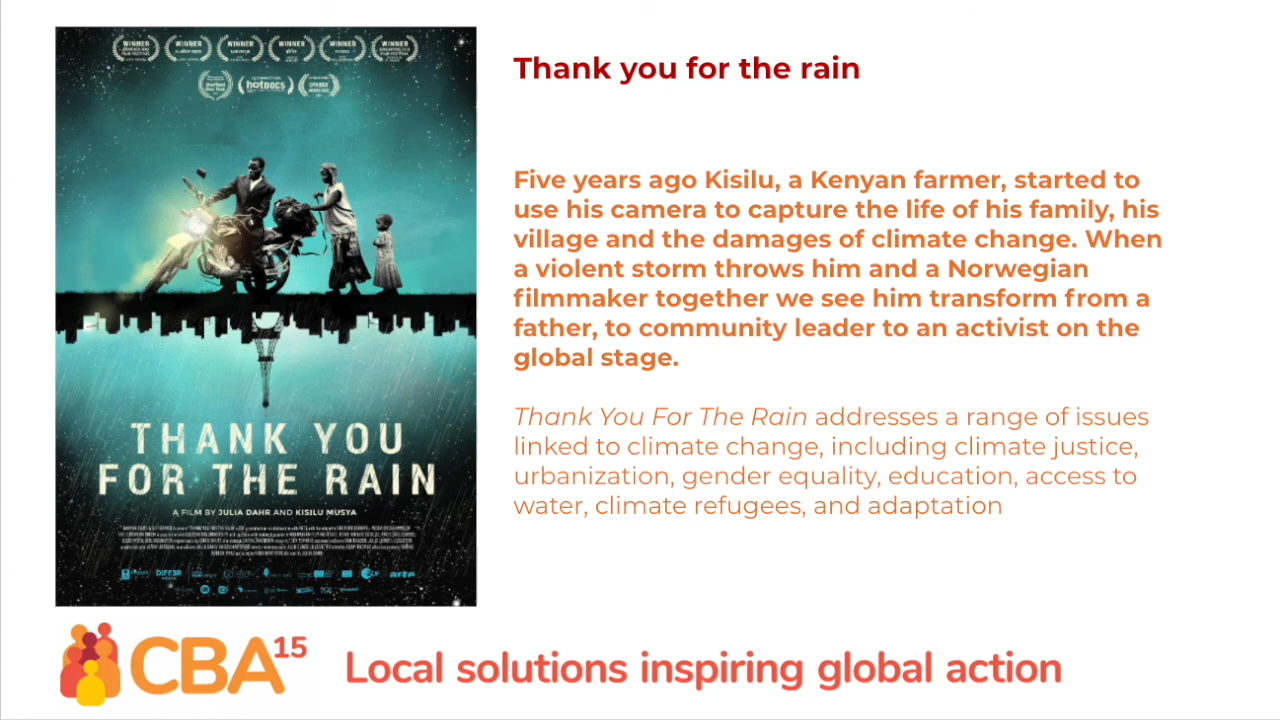 WINNER WINNER WINNER WINNER WINNER WINNER
hotDOCS
THANK YOU
FOR THE RAIN
A FILM BY JULIA DAHR AND KISILU MUSYA
DIFFER
ZDF
arte
Thank you for the rain
Five years ago Kisilu, a Kenyan farmer, started to
use his camera to capture the life of his family, his
village and the damages of climate change. When
a violent storm throws him and a Norwegian
filmmaker together we see him transform from a
father, to community leader to an activist on the
global stage.
Thank You For The Rain addresses a range of issues
linked to climate change, including climate justice,
urbanization, gender equality, education, access to
water, climate refugees, and adaptation
CBA15
Local solutions inspiring global action